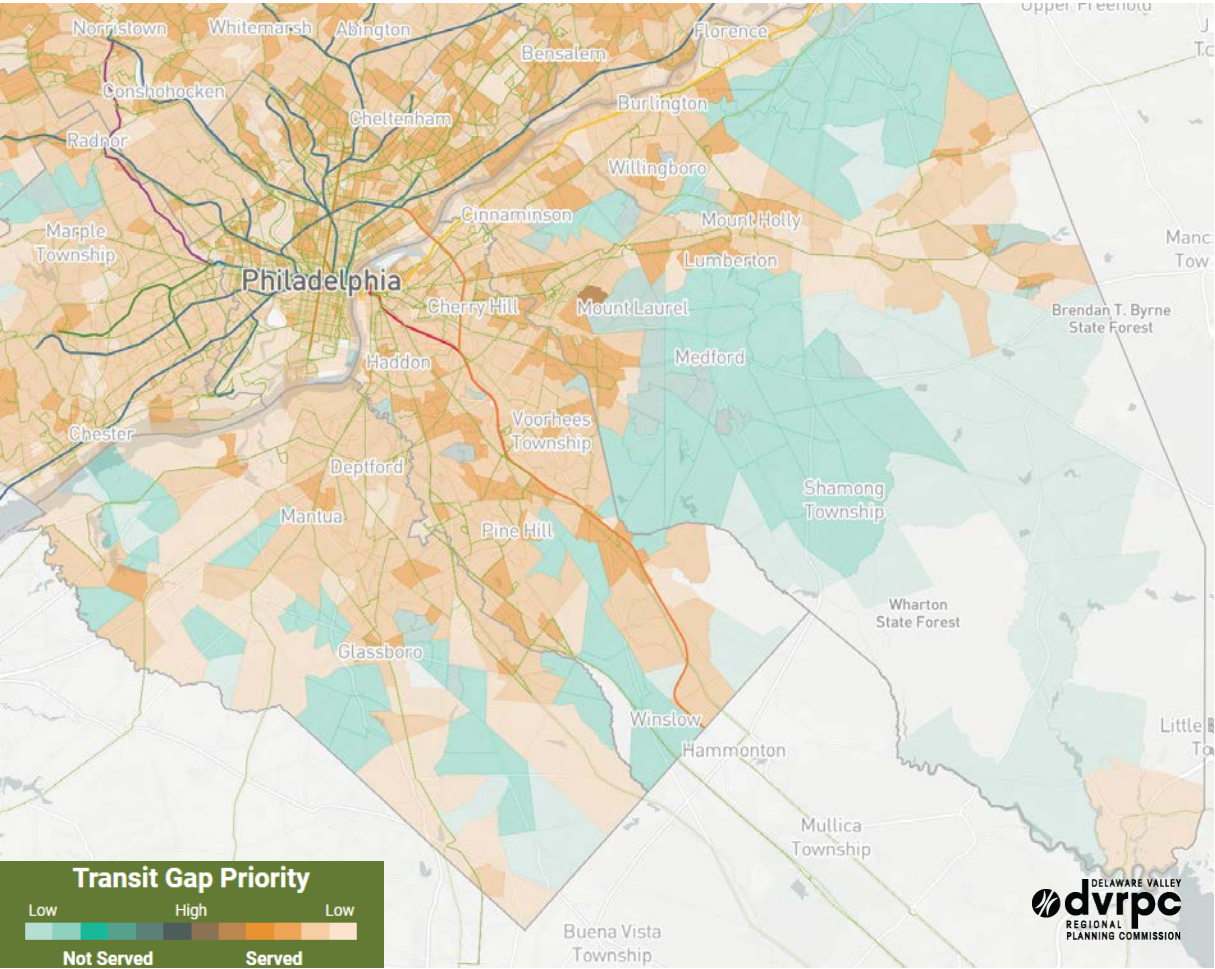 Upper Freehold
Norristown
Whitemarsh
Abington
Florence
Bensalem
Conshohocken
Burlington
Cheltenham
Radnor
Willingboro
Cinnaminson
Mount Holly
Marple
Township
Manc
Tow
Lumberton
Philadelphia
Cherry Hill
Mount Laurel
Brendan T. Byrne
State Forest
Haddon
Medford
Voorhees
Township
Chester
Deptford
Shamong
Township
Mantua
Pine Hill
Wharton
State Forest
Glassboro
Winslow
Little
Hammonton
Mullica
Township
Buena Vista
Township
Transit Gap Priority
Low High Low
Not Served Served
DELAWARE VALLEY
dvrpc
REGIONAL
PLANNING COMMISSION